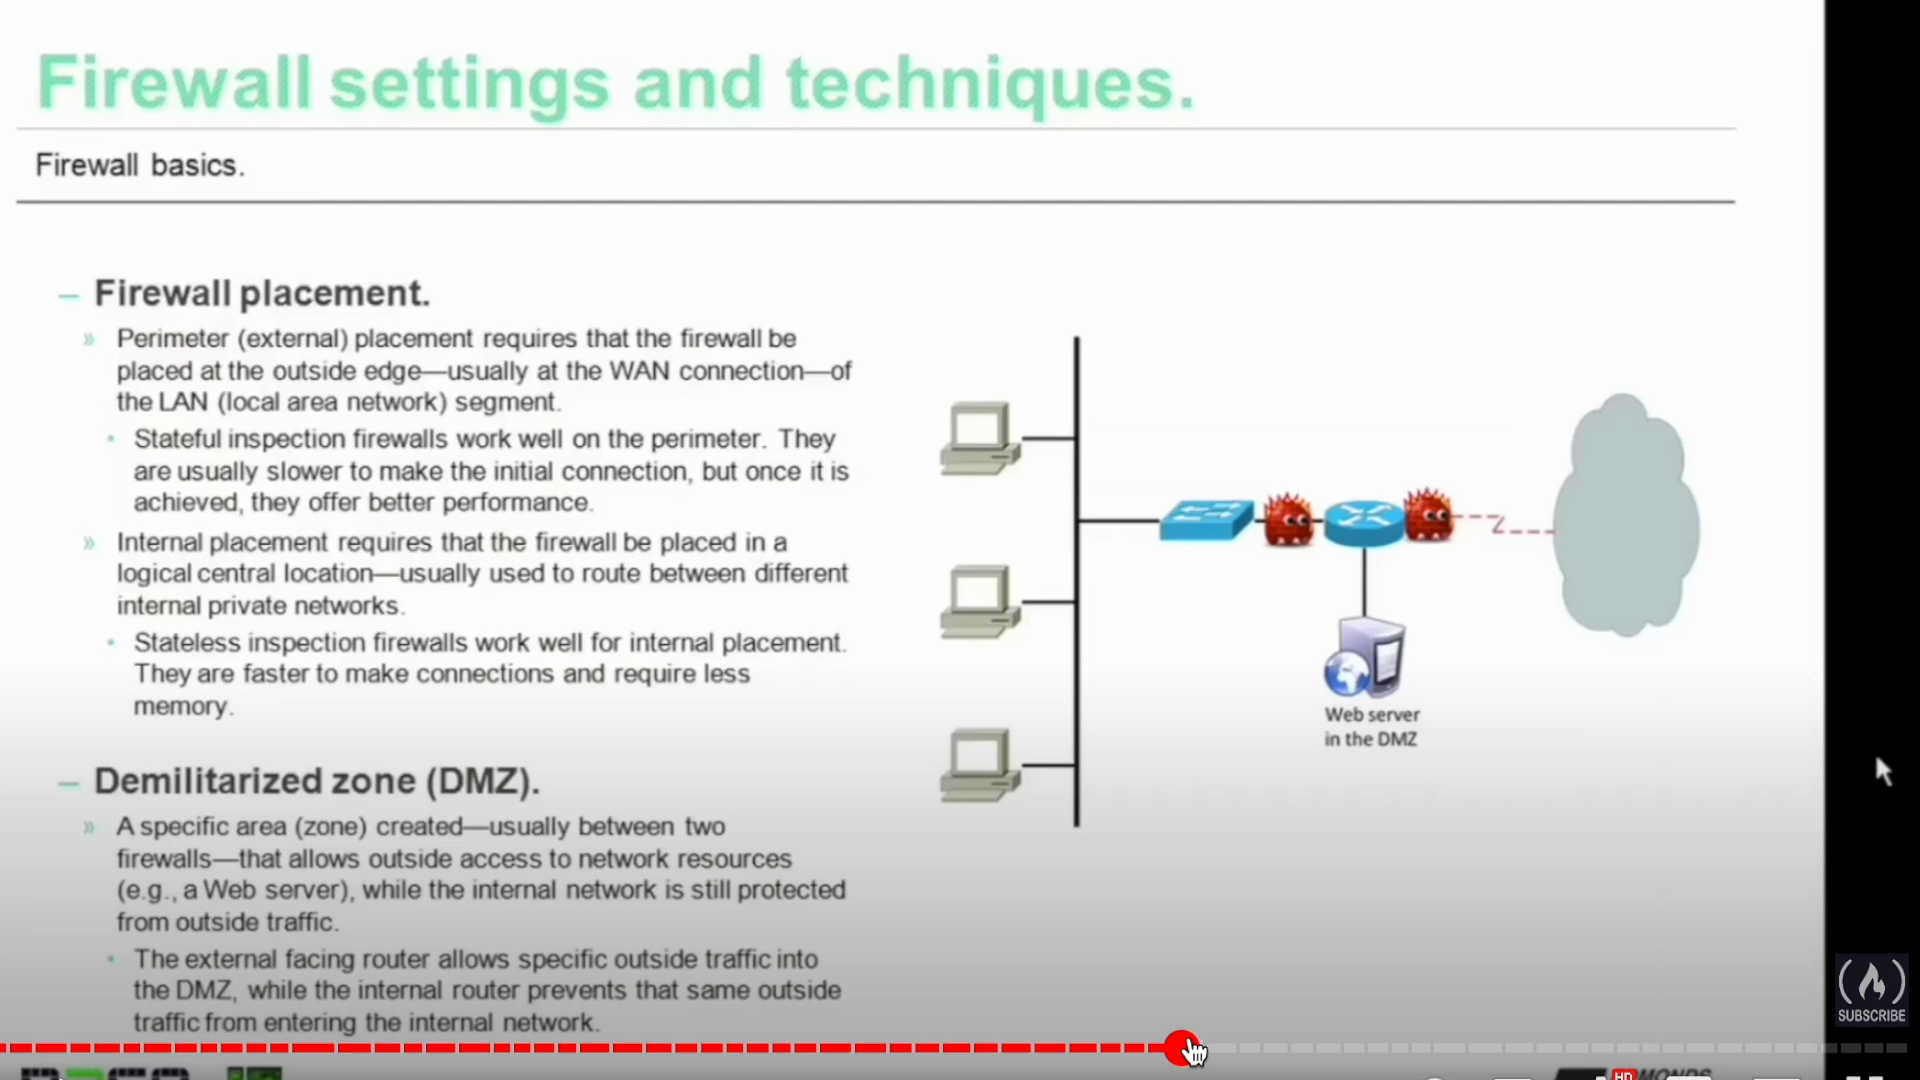 Firewall settings and techniques.
Firewall basics.
– Firewall placement.
» Perimeter (external) placement requires that the firewall be
placed at the outside edge—usually at the WAN connection—of
the LAN (local area network) segment.
• Stateful inspection firewalls work well on the perimeter. They
are usually slower to make the initial connection, but once it is
achieved, they offer better performance.
» Internal placement requires that the firewall be placed in a
logical central location—usually used to route between different
internal private networks.
• Stateless inspection firewalls work well for internal placement.
They are faster to make connections and require less
memory.
– Demilitarized zone (DMZ).
» A specific area (zone) created—usually between two
firewalls—that allows outside access to network resources
(e.g., a Web server), while the internal network is still protected
from outside traffic.
• The external facing router allows specific outside traffic into
the DMZ, while the internal router prevents that same outside
traffic from entering the internal network.
Web server
in the DMZ
SUBSCRIBE
HD